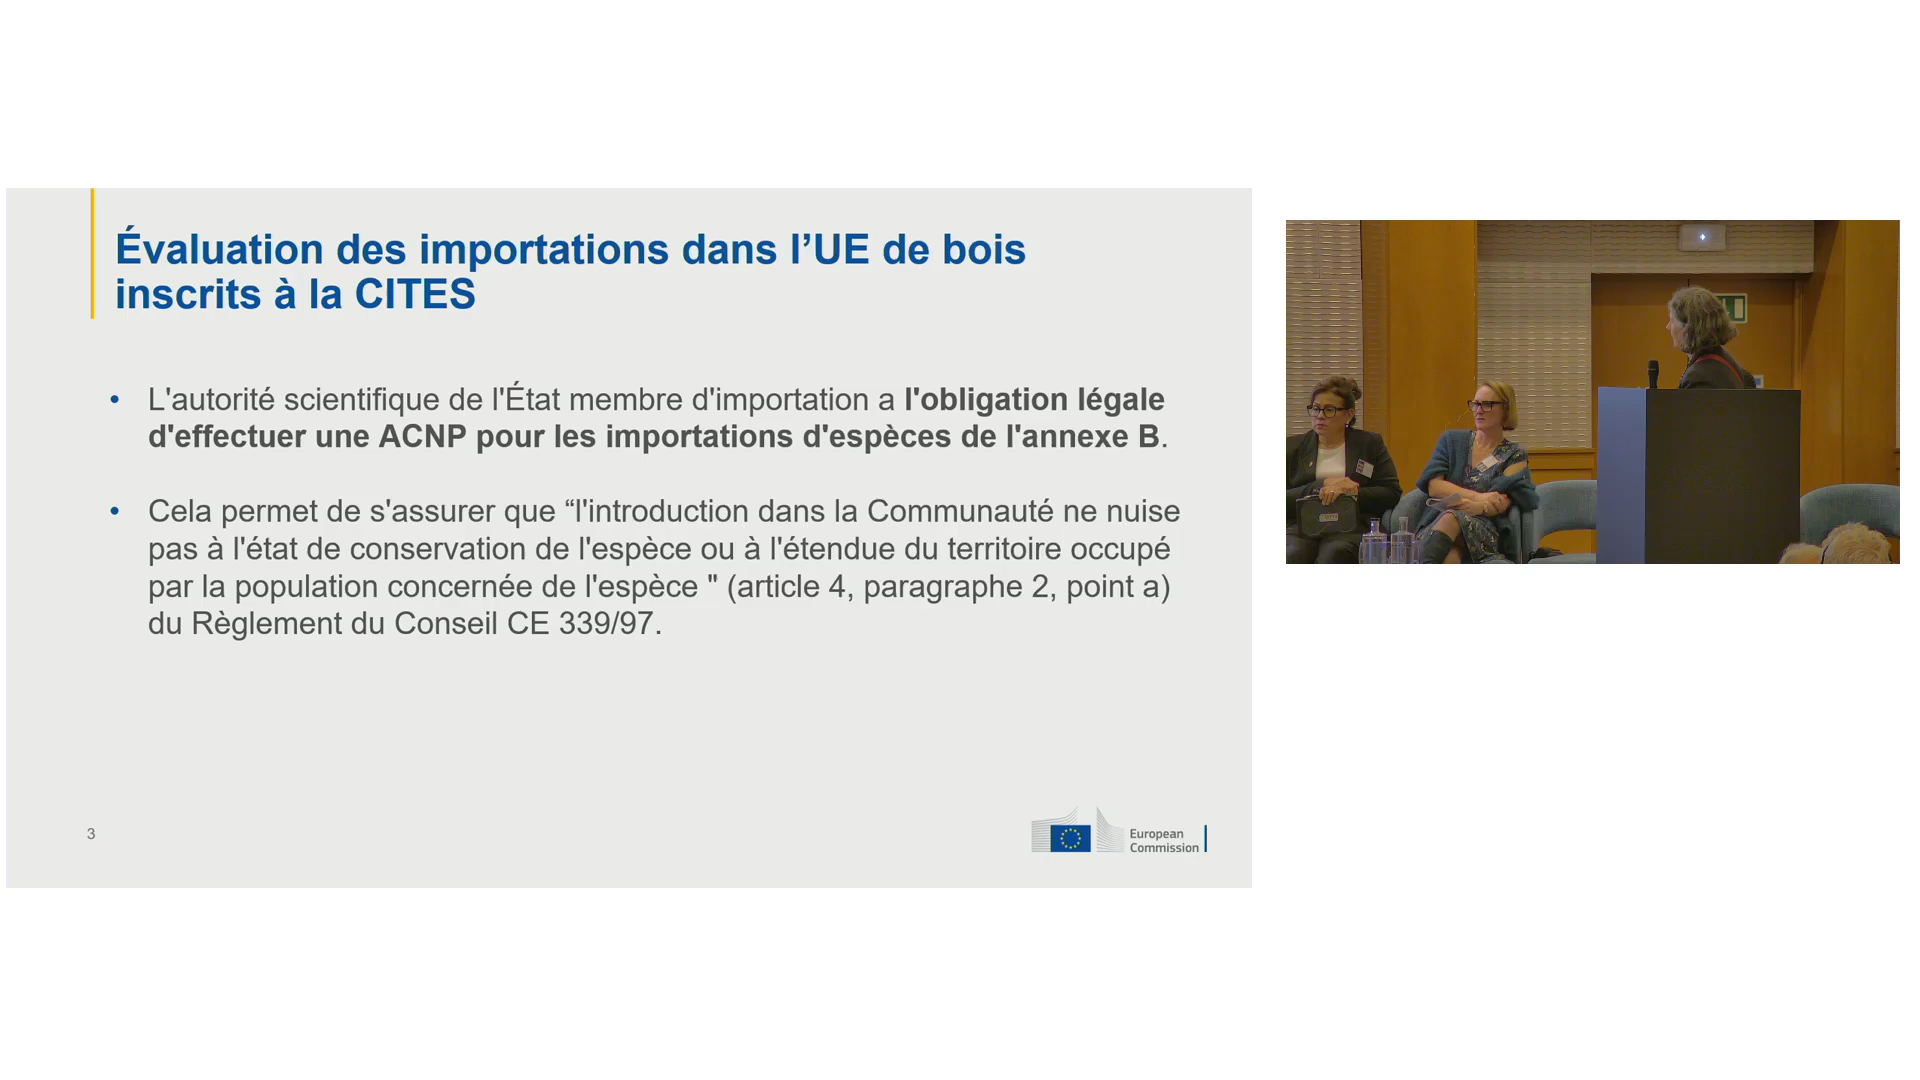 Évaluation des importations dans l’UE de bois
inscrits à la CITES
• L'autorité scientifique de l'État membre d'importation a l'obligation légale
d'effectuer une ACNP pour les importations d'espèces de l'annexe B.
• Cela permet de s'assurer que “l'introduction dans la Communauté ne nuise
pas à l'état de conservation de l'espèce ou à l'étendue du territoire occupé
par la population concernée de l'espèce " (article 4, paragraphe 2, point a)
du Règlement du Conseil CE 339/97.
3
European
Commission